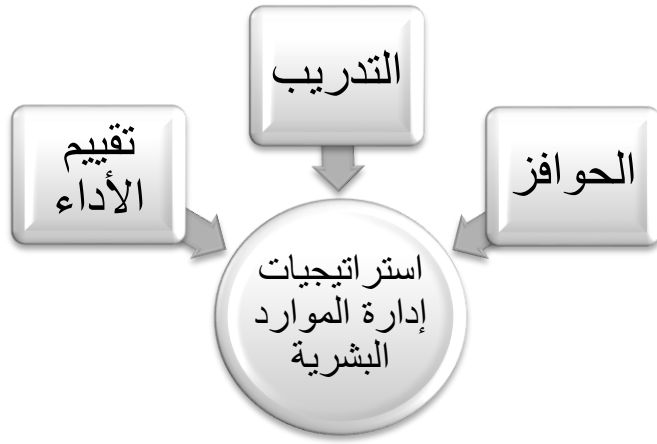 التدريب
الحوافز
تقييم
الأداء
استراتيجيات
إدارة الموارد
البشرية